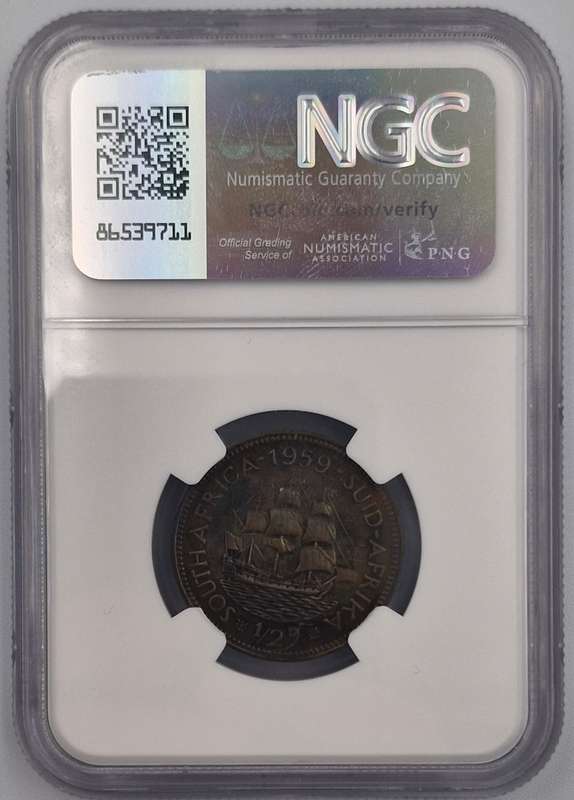 NGC
Numismatic Guaranty Company
/verify
86539711
Official Grading
Service of
AMERICAN
NUMISMATIC
ASSOCIATION
PNG
SOUTH AFRICA · 1959 · SUID-AFRIKA
1/2 D